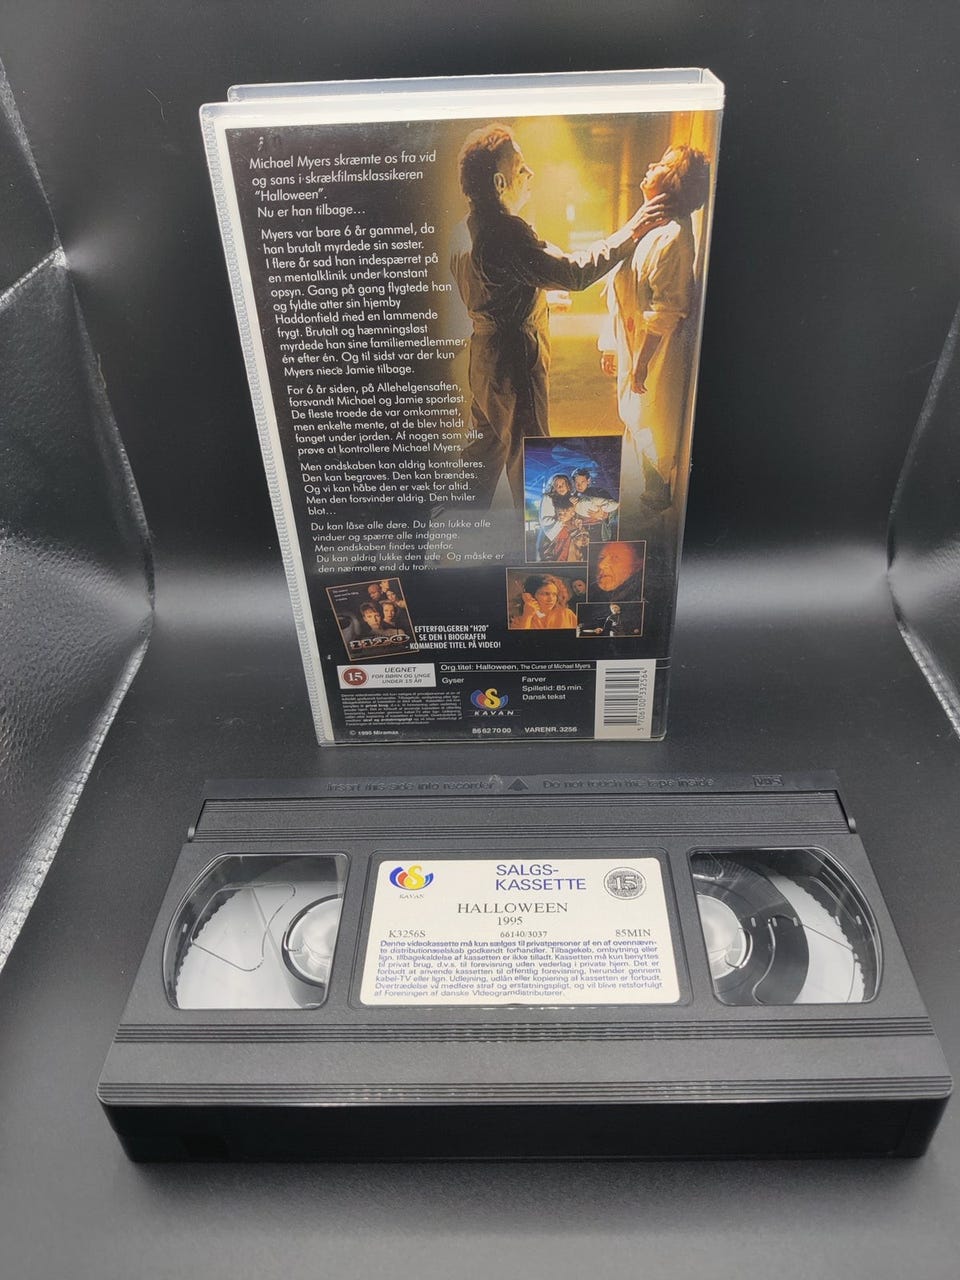 Michael Myers skræmte os fra vid
og sans i skrækfilmsklassikeren
"Halloween".
Nu er han tilbage...
Myers var bare 6 år gammel, da
han brutalt myrdede sin søster.
I flere år sad han indespærret på
en mentalklinik under konstant
opsyn. Gang på gang flygtede han
og fyldte atter sin hjemby
Haddonfield med en lammende
frygt. Brutalt og hæmningsløst
myrdede han sine familiemedlemmer,
én efter én. Og til sidst var der kun
Myers niece Jamie tilbage.
For 6 år siden, på Allehelgensaften,
forsvandt Michael og Jamie sporløst.
De fleste troede de var omkommet,
men enkelte mente, at de blev holdt
fanget under jorden. Af nogen som ville
prøve at kontrollere Michael Myers.
Men ondskaben kan aldrig kontrolleres.
Den kan begraves. Den kan brændes.
Og vi kan håbe den er væk for altid.
Men den forsvinder aldrig. Den hviler
blot...
Du kan låse alle døre. Du kan lukke alle
vinduer og spærre alle indgange.
Men ondskaben findes udenfor.
Du kan aldrig lukke den ude. Og måske er
den nærmere end du tror...
EFTERFØLGEREN "H20"
SE DEN I BIOGRAFEN
KOMMENDE TITEL PÅ VIDEO!
15
UEGNET
FOR BØRN OG UNGE
UNDER 15 ÅR
Org.titel: Halloween, The Curse of Michael Myers
Gyser
Farver
Spilletid: 85 min.
Dansk tekst
KAVAN
© 1995 Miramax
86 62 70 00
VARENR. 3256
5 706100 332564
Insert this side into recorder
Do not touch the tape inside
VHS
KAVAN
SALGS-
KASSETTE
15
HALLOWEEN
1995
K3256S
66140/3037
85MIN
Denne videokassette må kun sælges til privatpersoner af en af ovennævn-
te distributionsselskab godkendt forhandler. Tilbagekøb, ombytning eller
lign. tilbagekaldelse af kassetten er ikke tilladt. Kassetten må kun benyttes
til privat brug, d.v.s. til forevisning uden vederlag i private hjem. Det er
forbudt at anvende kassetten til offentlig forevisning, herunder gennem
kabel-TV eller lign. Udlejning, udlån eller kopiering af kassetten er forbudt.
Overtrædelse vil medføre straf og erstatningspligt, og vil blive retsforfulgt
af Foreningen af danske Videogramdistributører.